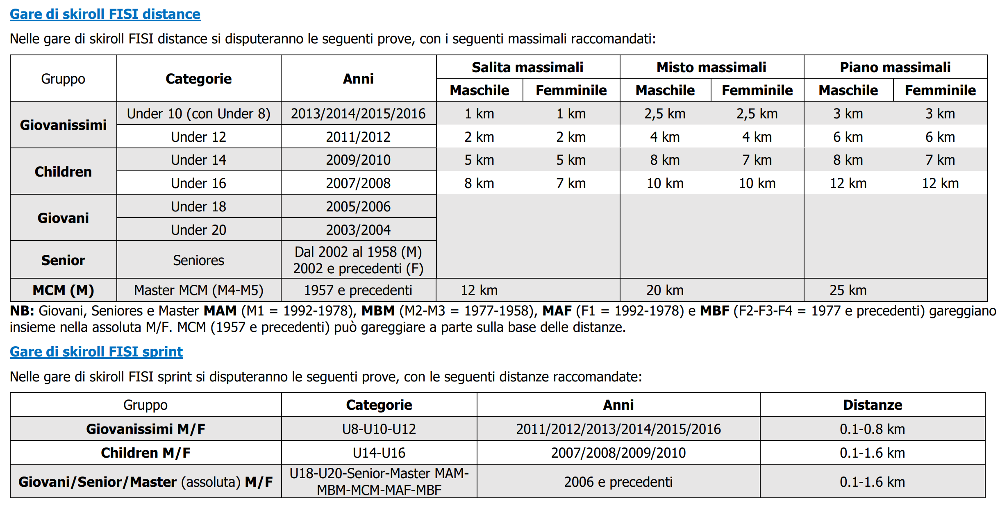 Gare di skiroll FISI distance
Nelle gare di skiroll FISI distance si disputeranno le seguenti prove, con i seguenti massimali raccomandati:
Gruppo Categorie Anni Salita massimali Misto massimali Piano massimali
Maschile Femminile Maschile Femminile Maschile Femminile
Giovanissimi Under 10 (con Under 8) 2013/2014/2015/2016 1 km 1 km 2,5 km 2,5 km 3 km 3 km
Under 12 2011/2012 2 km 2 km 4 km 4 km 6 km 6 km
Children Under 14 2009/2010 5 km 5 km 8 km 7 km 8 km 7 km
Under 16 2007/2008 8 km 7 km 10 km 10 km 12 km 12 km
Giovani Under 18 2005/2006
Under 20 2003/2004
Senior Seniores Dal 2002 al 1958 (M)
2002 e precedenti (F)
MCM (M) Master MCM (M4-M5) 1957 e precedenti 12 km 20 km 25 km
NB: Giovani, Seniores e Master MAM (M1 = 1992-1978), MBM (M2-M3 = 1977-1958), MAF (F1 = 1992-1978) e MBF (F2-F3-F4 = 1977 e precedenti) gareggiano
insieme nella assoluta M/F. MCM (1957 e precedenti) può gareggiare a parte sulla base delle distanze.
Gare di skiroll FISI sprint
Nelle gare di skiroll FISI sprint si disputeranno le seguenti prove, con le seguenti distanze raccomandate:
Gruppo Categorie Anni Distanze
Giovanissimi M/F U8-U10-U12 2011/2012/2013/2014/2015/2016 0.1-0.8 km
Children M/F U14-U16 2007/2008/2009/2010 0.1-1.6 km
Giovani/Senior/Master (assoluta) M/F U18-U20-Senior-Master MAM-
MBM-MCM-MAF-MBF 2006 e precedenti 0.1-1.6 km